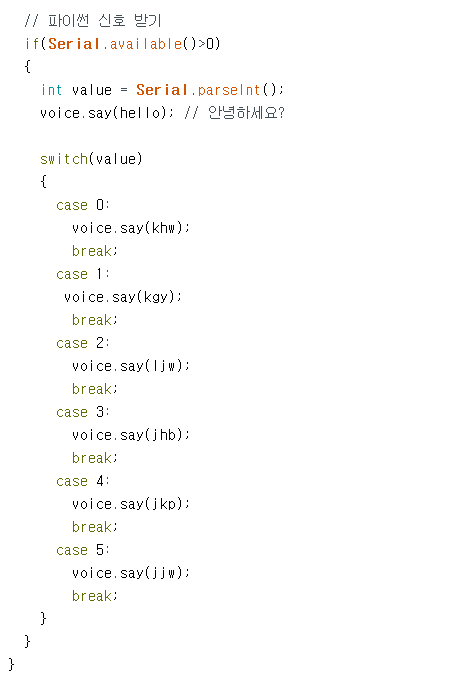 // 파이썬 신호 받기
if(Serial.available()>0)
{
int value = Serial.parseInt();
voice.say(hello); // 안녕하세요?
switch(value)
{
case 0:
voice.say(khw);
break;
case 1:
voice.say(kgy);
break;
case 2:
voice.say(ljw);
break;
case 3:
voice.say(jhb);
break;
case 4:
voice.say(jkp);
break;
case 5:
voice.say(jjw);
break;
}
}
}